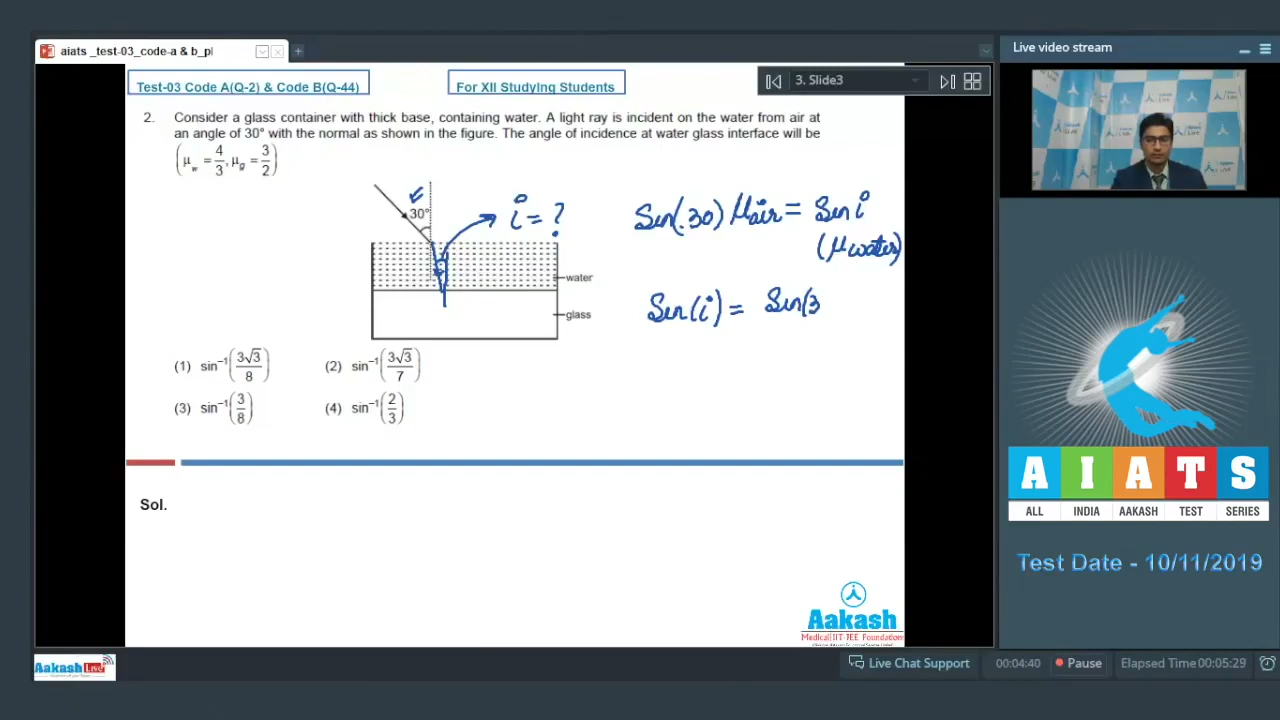 aiats _test-03_code-a & b_pl
Live video stream
Test-03 Code A(Q-2) & Code B(Q-44)
For XII Studying Students
3. Slide3
2. Consider a glass container with thick base, containing water. A light ray is incident on the water from air at
an angle of 30° with the normal as shown in the figure. The angle of incidence at water glass interface will be
(μw = 4/3, μg = 3/2)
30°
i = ?
Sin(30) μair = Sin i
(μwater)
Sin(i) = Sin(3
water
glass
(1) sin⁻¹(3√3/8) (2) sin⁻¹(3√3/7)
(3) sin⁻¹(3/8) (4) sin⁻¹(2/3)
Sol.
A I A T S
ALL INDIA AAKASH TEST SERIES
Test Date - 10/11/2019
Aakash
Medical|IIT-JEE|Foundations
Aakash Live
Live Chat Support
00:04:40
Pause
Elapsed Time 00:05:29